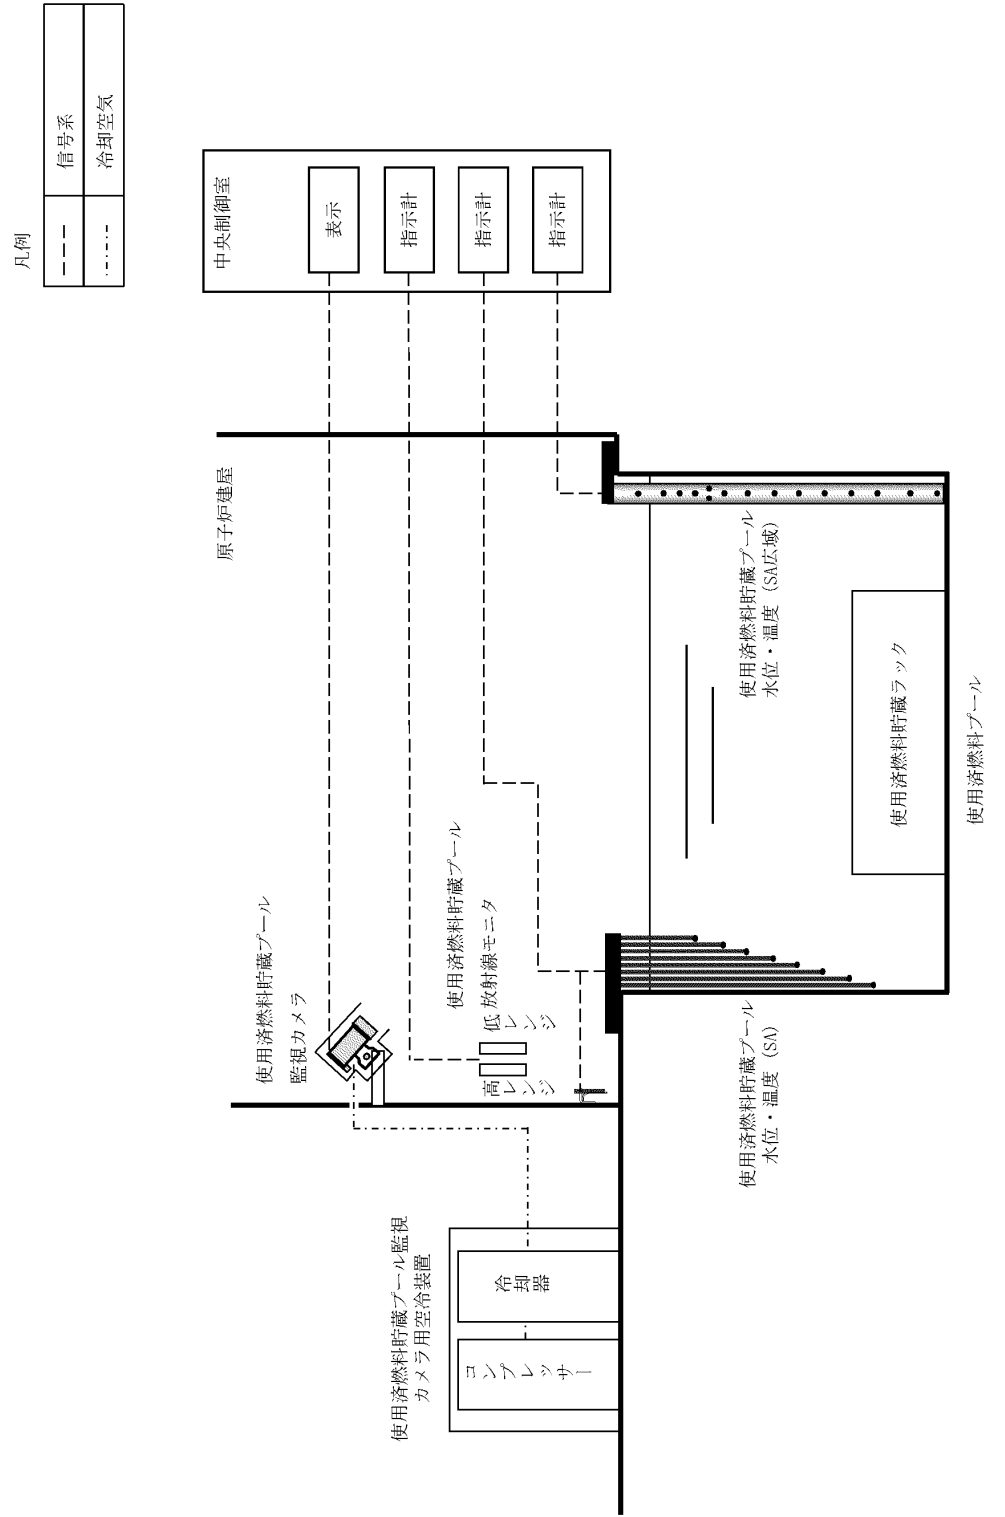 凡例
信号系
冷却空気
中央制御室
表示
指示計
指示計
指示計
原子炉建屋
使用済燃料貯蔵プール
監視カメラ
使用済燃料貯蔵プール
放射線モニタ
低
レンジ
高
レンジ
使用済燃料貯蔵プール監視
カメラ用空冷装置
冷却器
コンプレッサー
使用済燃料貯蔵プール
水位・温度 (SA)
使用済燃料貯蔵プール
水位・温度 (SA広域)
使用済燃料貯蔵ラック
使用済燃料プール